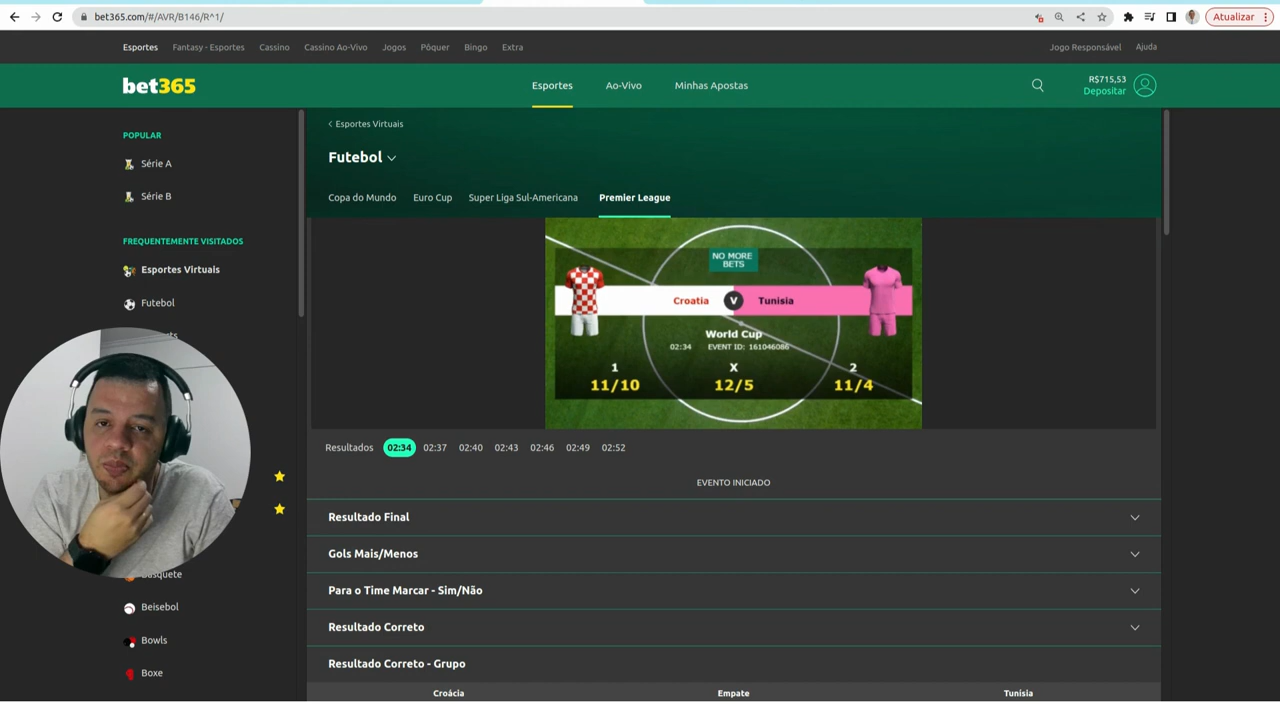 bet365.com/#/AVR/B146/R^1/
Atualizar
Esportes Fantasy - Esportes Cassino Cassino Ao-Vivo Jogos Pôquer Bingo Extra Jogo Responsável Ajuda
bet365
Esportes Ao-Vivo Minhas Apostas
R$715,53
Depositar
POPULAR
Série A
Série B
FREQUENTEMENTE VISITADOS
Esportes Virtuais
Futebol
Basquete
Beisebol
Bowls
Boxe
Esportes Virtuais
Futebol
Copa do Mundo Euro Cup Super Liga Sul-Americana Premier League
NO MORE
BETS
Croatia V Tunisia
World Cup
02:34 EVENT ID: 161046086
1 X 2
11/10 12/5 11/4
Resultados 02:34 02:37 02:40 02:43 02:46 02:49 02:52
EVENTO INICIADO
Resultado Final
Gols Mais/Menos
Para o Time Marcar - Sim/Não
Resultado Correto
Resultado Correto - Grupo
Croácia Empate Tunísia